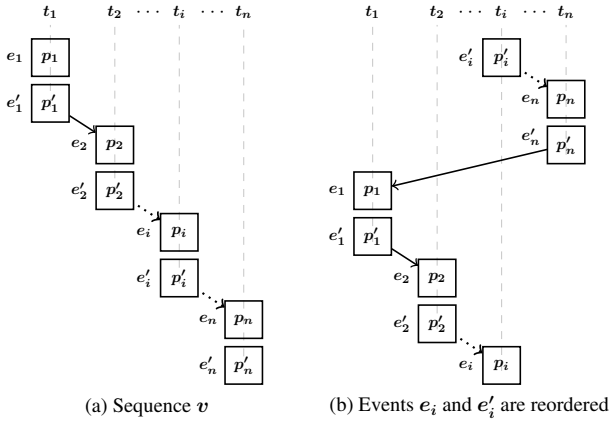 t₁ t₂ ⋯ tᵢ ⋯ tₙ
e₁ p₁
e′₁ p′₁
e₂ p₂
e′₂ p′₂
eᵢ pᵢ
e′ᵢ p′ᵢ
eₙ pₙ
e′ₙ p′ₙ
(a) Sequence v
t₁ t₂ ⋯ tᵢ ⋯ tₙ
e′ᵢ p′ᵢ
eₙ pₙ
e′ₙ p′ₙ
e₁ p₁
e′₁ p′₁
e₂ p₂
e′₂ p′₂
eᵢ pᵢ
(b) Events eᵢ and e′ᵢ are reordered